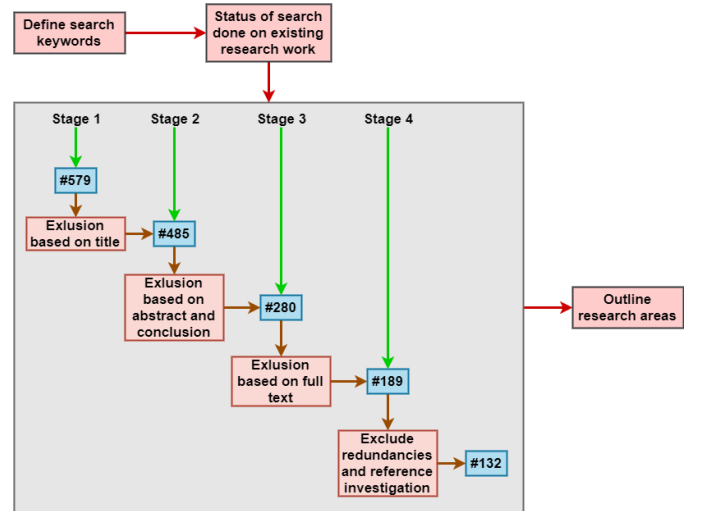 Define search
keywords
Status of search
done on existing
research work
Stage 1
Stage 2
Stage 3
Stage 4
#579
Exlusion
based on title
#485
Exlusion
based on
abstract and
conclusion
#280
Exlusion
based on full
text
#189
Exclude
redundancies
and reference
investigation
#132
Outline
research areas